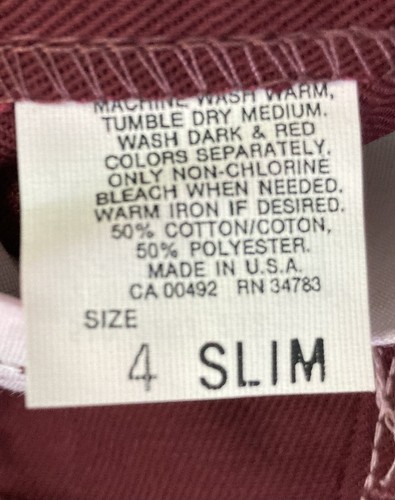 MACHINE WASH WARM,
TUMBLE DRY MEDIUM.
WASH DARK & RED
COLORS SEPARATELY.
ONLY NON-CHLORINE
BLEACH WHEN NEEDED.
WARM IRON IF DESIRED.
50% COTTON/COTON,
50% POLYESTER.
MADE IN U.S.A.
CA 00492 RN 34783
SIZE
4 SLIM